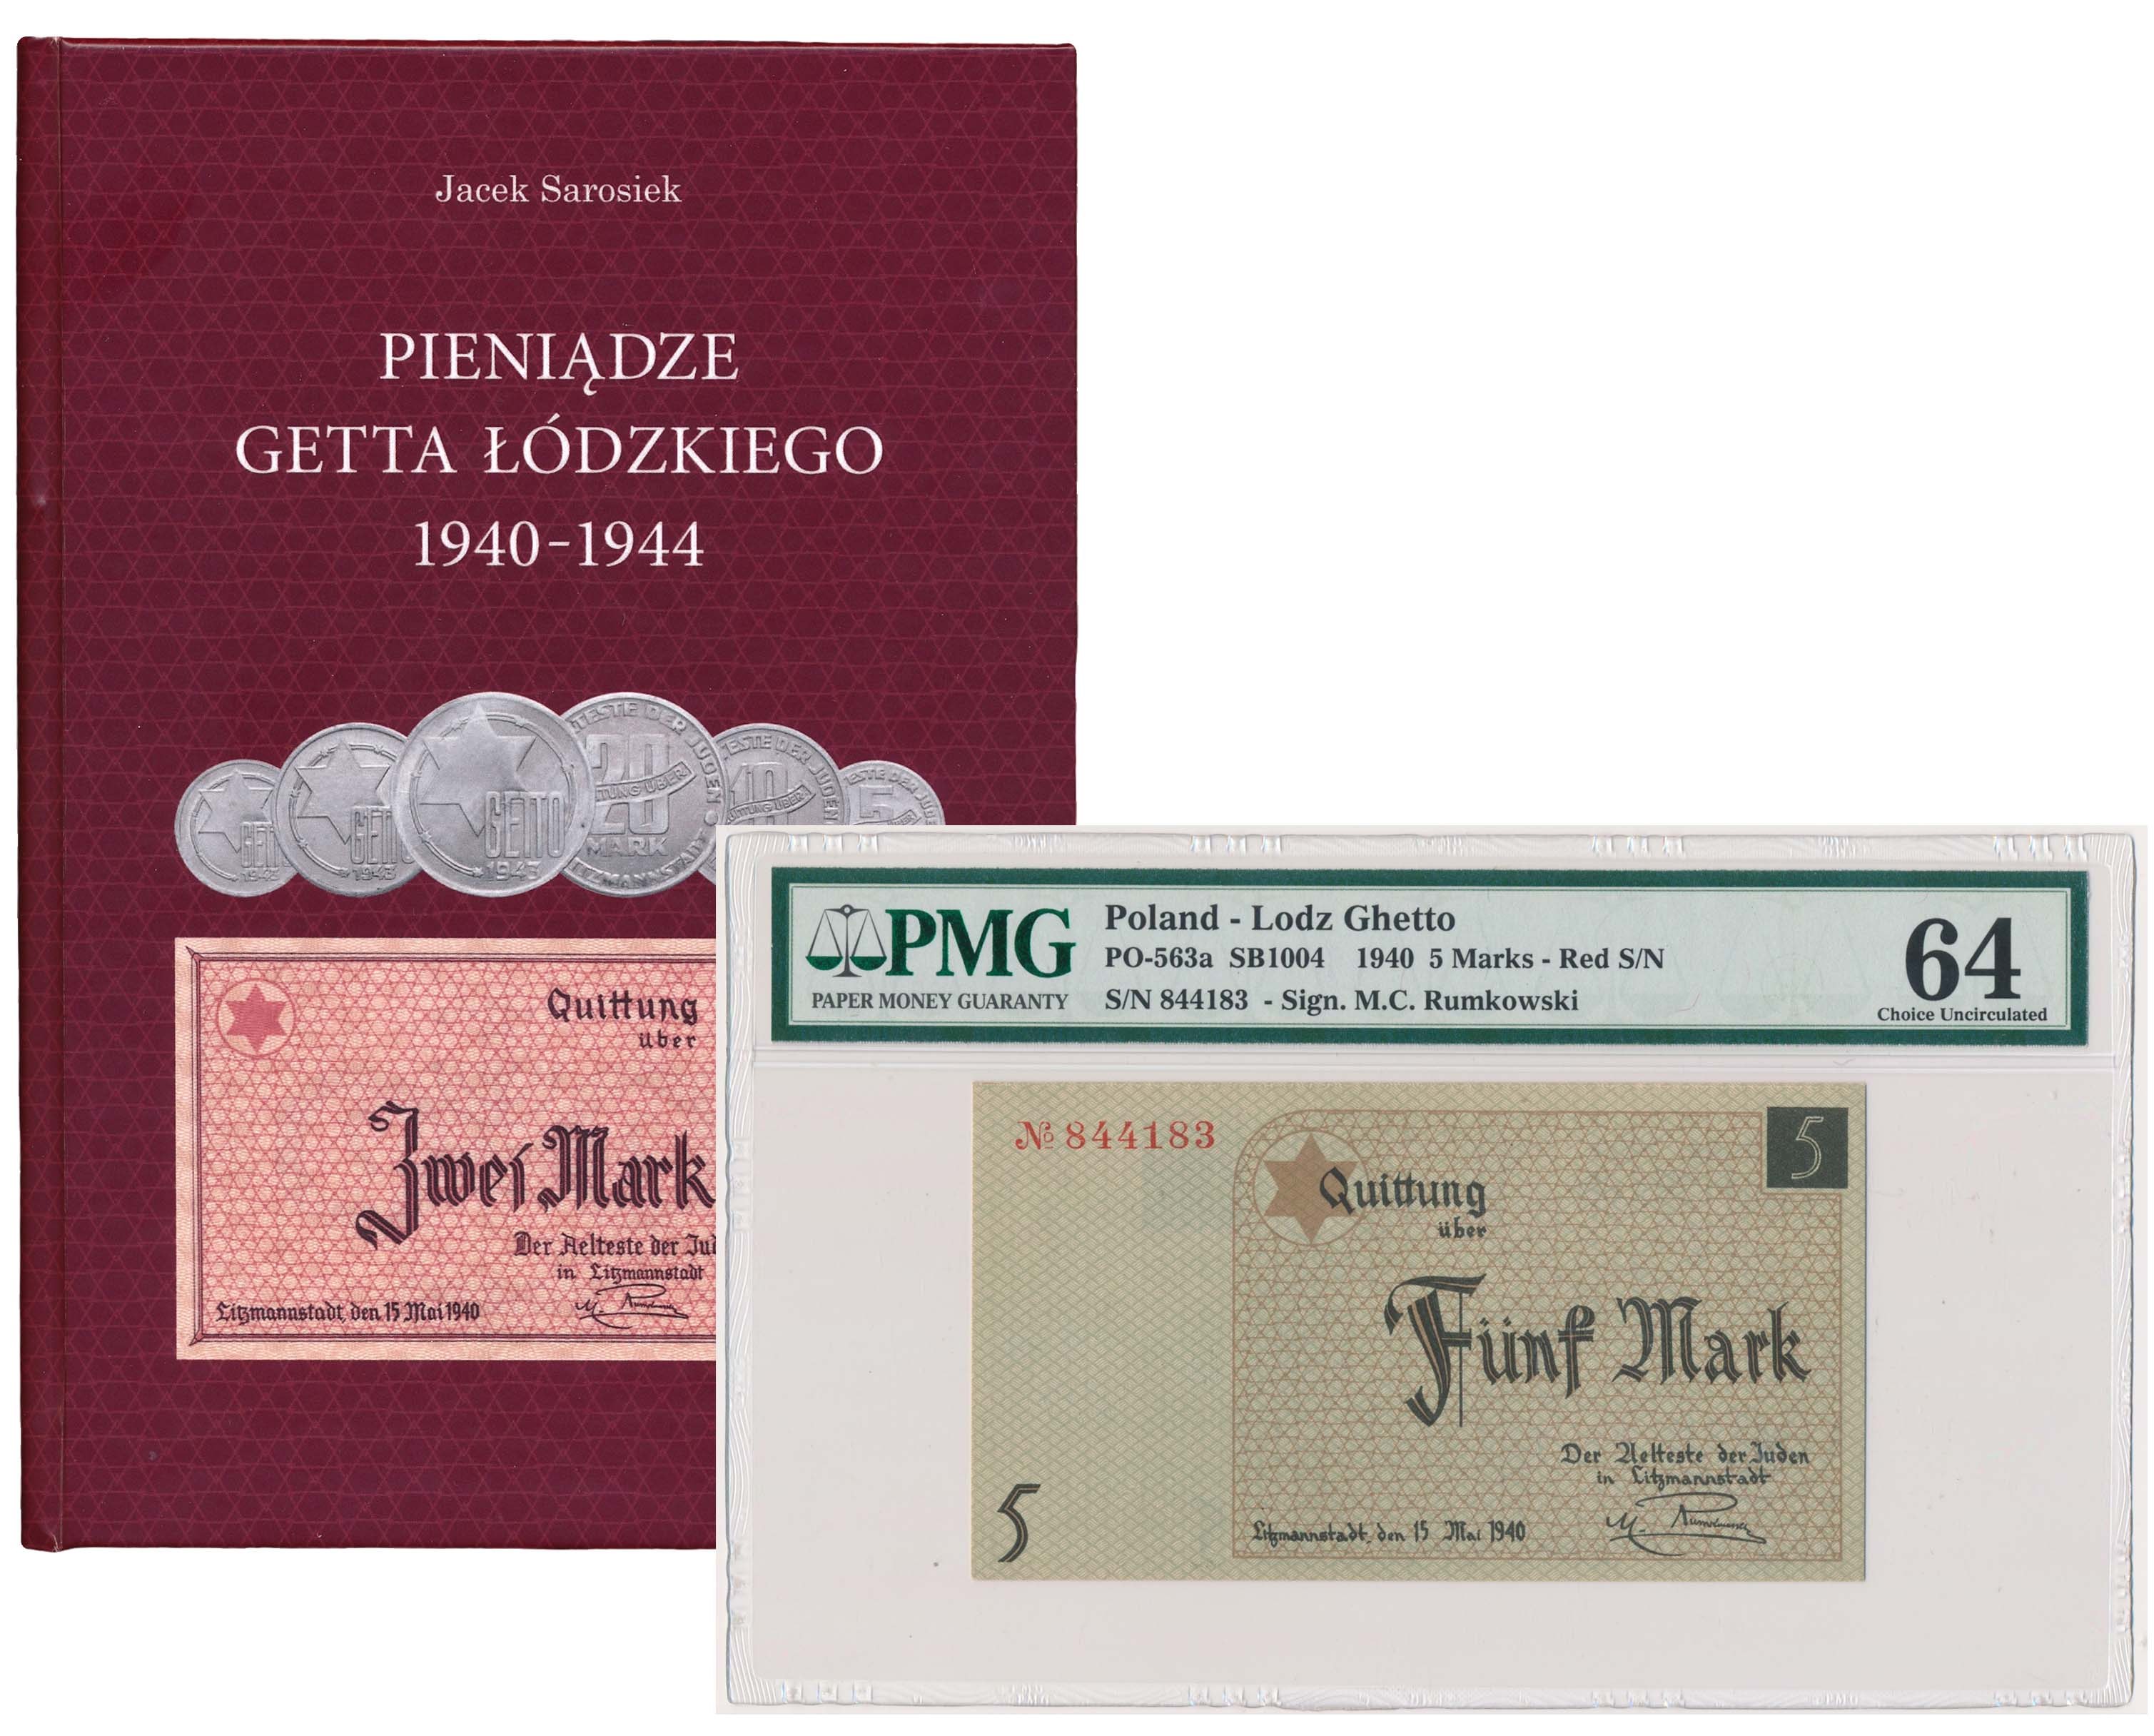 Jacek Sarosiek
PIENIĄDZE
GETTA ŁÓDZKIEGO
1940-1944
GETTO
1943
GETTO
1943
GETTO
1943
20
MARK
10
5
Quittung
über
Zwei Mark
Der Aelteste der
in Litzmannstadt
Litzmannstadt, den 15 Mai 1940
PMG
PAPER MONEY GUARANTY
Poland - Lodz Ghetto
PO-563a SB1004 1940 5 Marks - Red S/N
S/N 844183 - Sign. M.C. Rumkowski
64
Choice Uncirculated
№ 844183
5
Quittung
über
Fünf Mark
Der Aelteste der Juden
in Litzmannstadt
Litzmannstadt, den 15 Mai 1940
5